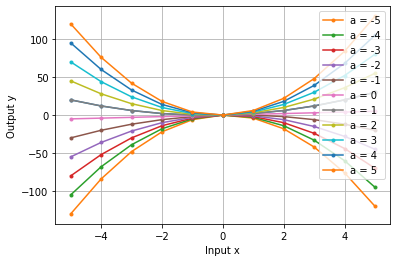 100
50
0
−50
−100
Output y
−4
−2
0
2
4
Input x
a = -5
a = -4
a = -3
a = -2
a = -1
a = 0
a = 1
a = 2
a = 3
a = 4
a = 5